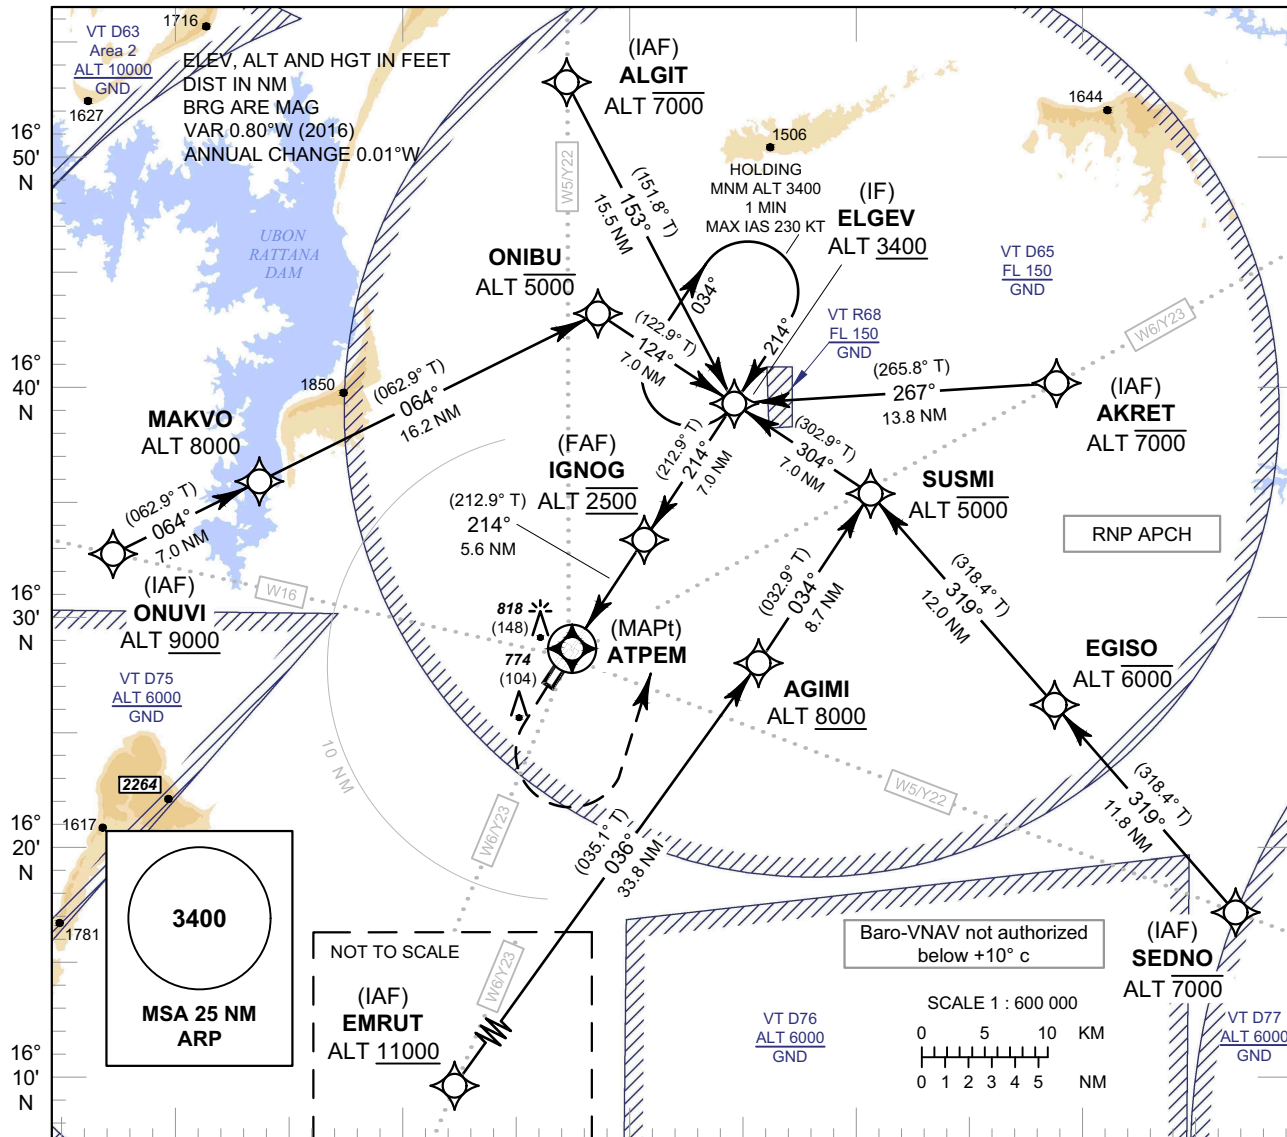 VT D63
Area 2
ALT 10000
GND
1716
1627
ELEV, ALT AND HGT IN FEET
DIST IN NM
BRG ARE MAG
VAR 0.80°W (2016)
ANNUAL CHANGE 0.01°W
(IAF)
ALGIT
ALT 7000
1644
1506
16°
50'
N
W5/Y22
(151.8° T)
153°
15.5 NM
HOLDING
MNM ALT 3400
1 MIN
MAX IAS 230 KT
(IF)
ELGEV
ALT 3400
UBON
RATTANA
DAM
ONIBU
ALT 5000
034°
214°
VT D65
FL 150
GND
VT R68
FL 150
GND
W6/Y23
(122.9° T)
124°
7.0 NM
16°
40'
N
1850
(062.9° T)
064°
16.2 NM
(265.8° T)
267°
13.8 NM
(IAF)
AKRET
ALT 7000
MAKVO
ALT 8000
(FAF)
IGNOG
ALT 2500
(212.9° T)
214°
7.0 NM
(302.9° T)
304°
7.0 NM
SUSMI
ALT 5000
(062.9° T)
064°
7.0 NM
(212.9° T)
214°
5.6 NM
RNP APCH
(IAF)
ONUVI
ALT 9000
W16
16°
30'
N
818
(148)
774
(104)
(MAPt)
ATPEM
(032.9° T)
034°
8.7 NM
(318.4° T)
319°
12.0 NM
AGIMI
ALT 8000
EGISO
ALT 6000
VT D75
ALT 6000
GND
10 NM
2264
1617
W5/Y22
W6/Y23
(318.4° T)
319°
11.8 NM
16°
20'
N
(035.1° T)
036°
33.8 NM
3400
MSA 25 NM
ARP
1781
NOT TO SCALE
W6/Y23
(IAF)
EMRUT
ALT 11000
Baro-VNAV not authorized
below +10° c
(IAF)
SEDNO
ALT 7000
VT D76
ALT 6000
GND
SCALE 1 : 600 000
0 5 10 KM
0 1 2 3 4 5 NM
VT D77
ALT 6000
GND
16°
10'
N